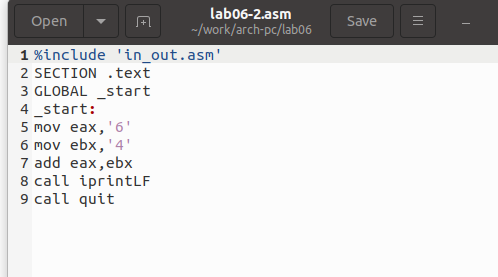 Open
lab06-2.asm
~/work/arch-pc/lab06
Save
1 %include 'in_out.asm'
2 SECTION .text
3 GLOBAL _start
4 _start:
5 mov eax,'6'
6 mov ebx,'4'
7 add eax,ebx
8 call iprintLF
9 call quit